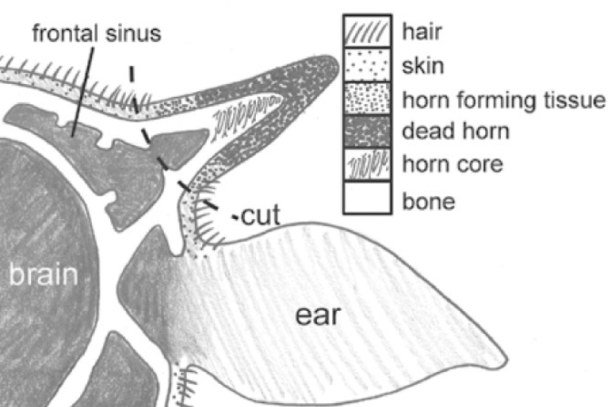 frontal sinus
hair
skin
horn forming tissue
dead horn
horn core
bone
cut
brain
ear